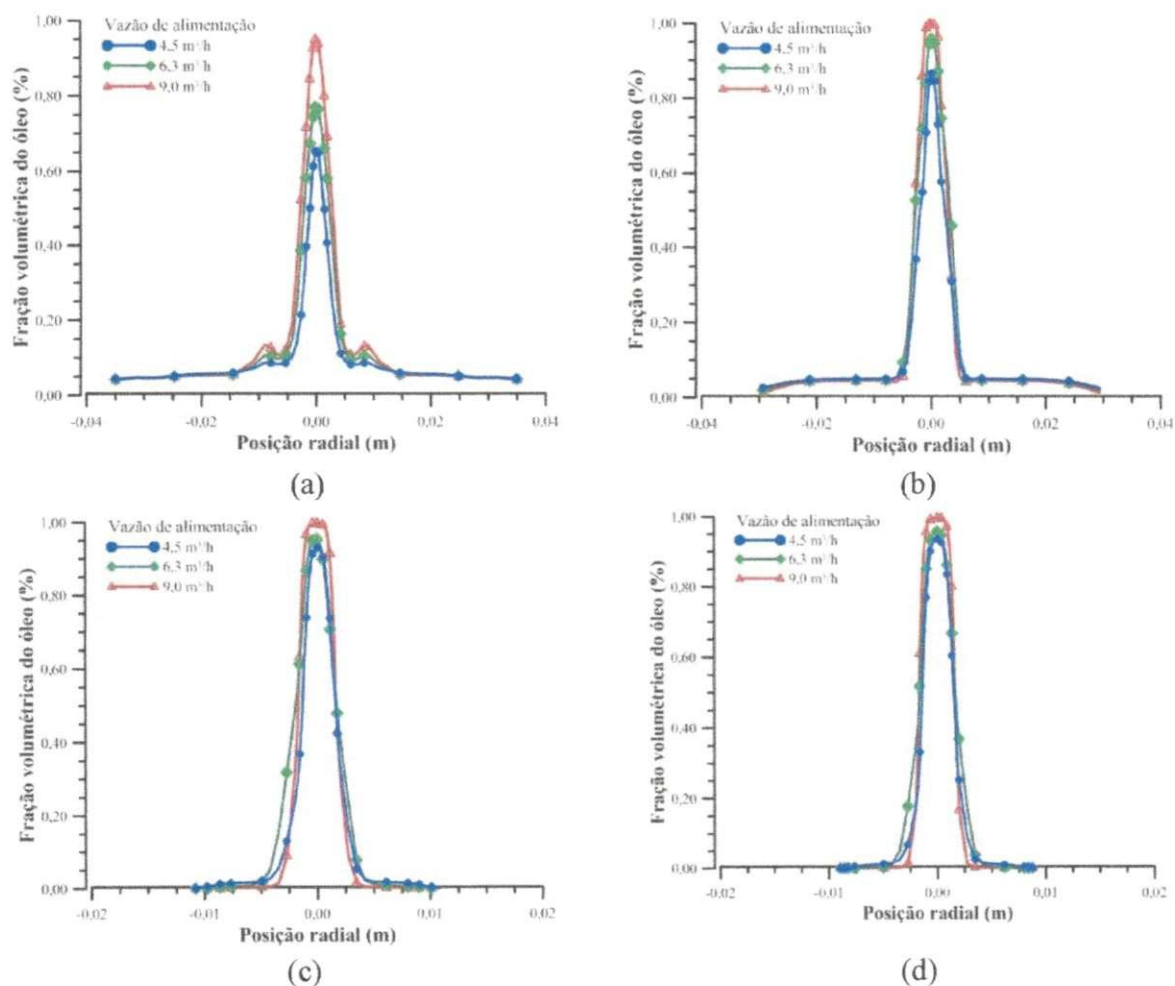 1,00
0,80
0,60
0,40
0,20
0,00
Fração volumétrica do óleo (%)
Vazão de alimentação
4,5 m³/h
6,3 m³/h
9,0 m³/h
-0,04
-0,02
0,00
0,02
0,04
Posição radial (m)
(a)
1,00
0,80
0,60
0,40
0,20
0,00
Fração volumétrica do óleo (%)
Vazão de alimentação
4,5 m³/h
6,3 m³/h
9,0 m³/h
-0,04
-0,02
0,00
0,02
0,04
Posição radial (m)
(b)
1,00
0,80
0,60
0,40
0,20
0,00
Fração volumétrica do óleo (%)
Vazão de alimentação
4,5 m³/h
6,3 m³/h
9,0 m³/h
-0,02
-0,01
0,00
0,01
0,02
Posição radial (m)
(c)
1,00
0,80
0,60
0,40
0,20
0,00
Fração volumétrica do óleo (%)
Vazão de alimentação
4,5 m³/h
6,3 m³/h
9,0 m³/h
-0,02
-0,01
0,00
0,01
0,02
Posição radial (m)
(d)